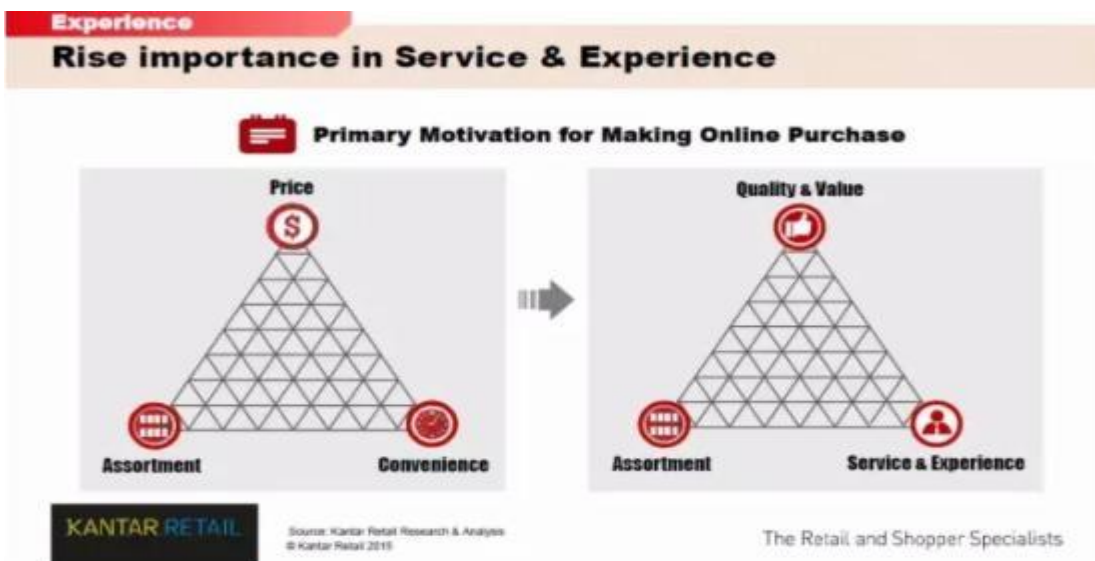 Experience
Rise importance in Service & Experience
Primary Motivation for Making Online Purchase
Price
$
Assortment
Convenience
Quality & Value
Assortment
Service & Experience
KANTAR RETAIL
Source: Kantar Retail Research & Analysis
© Kantar Retail 2015
The Retail and Shopper Specialists